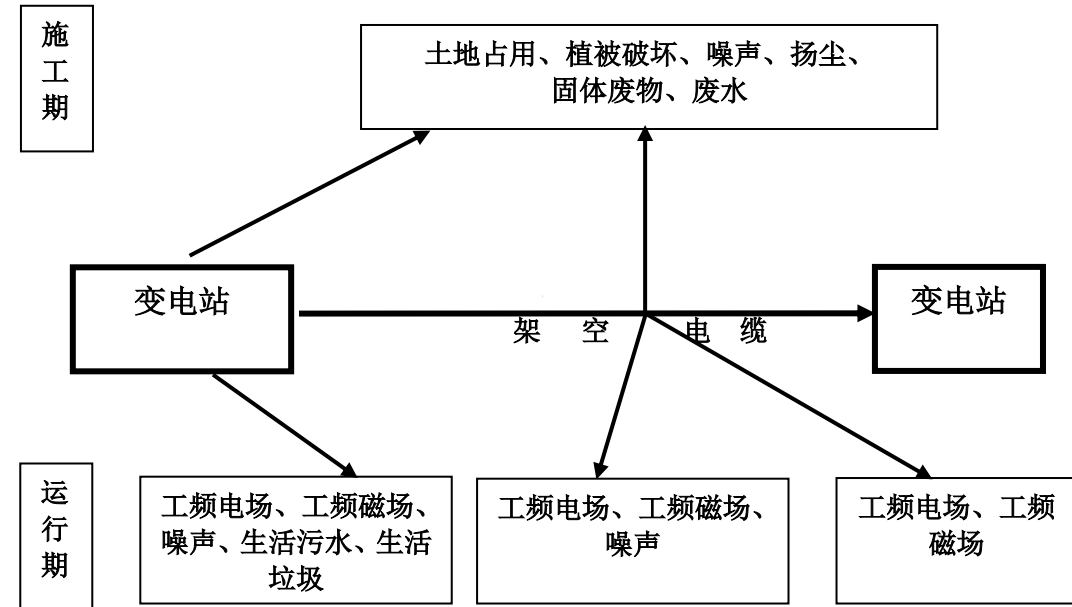 施工期
土地占用、植被破坏、噪声、扬尘、
固体废物、废水
变电站
变电站
架 空 电 缆
运行期
工频电场、工频磁场、
噪声、生活污水、生活
垃圾
工频电场、工频磁场、
噪声
工频电场、工频
磁场